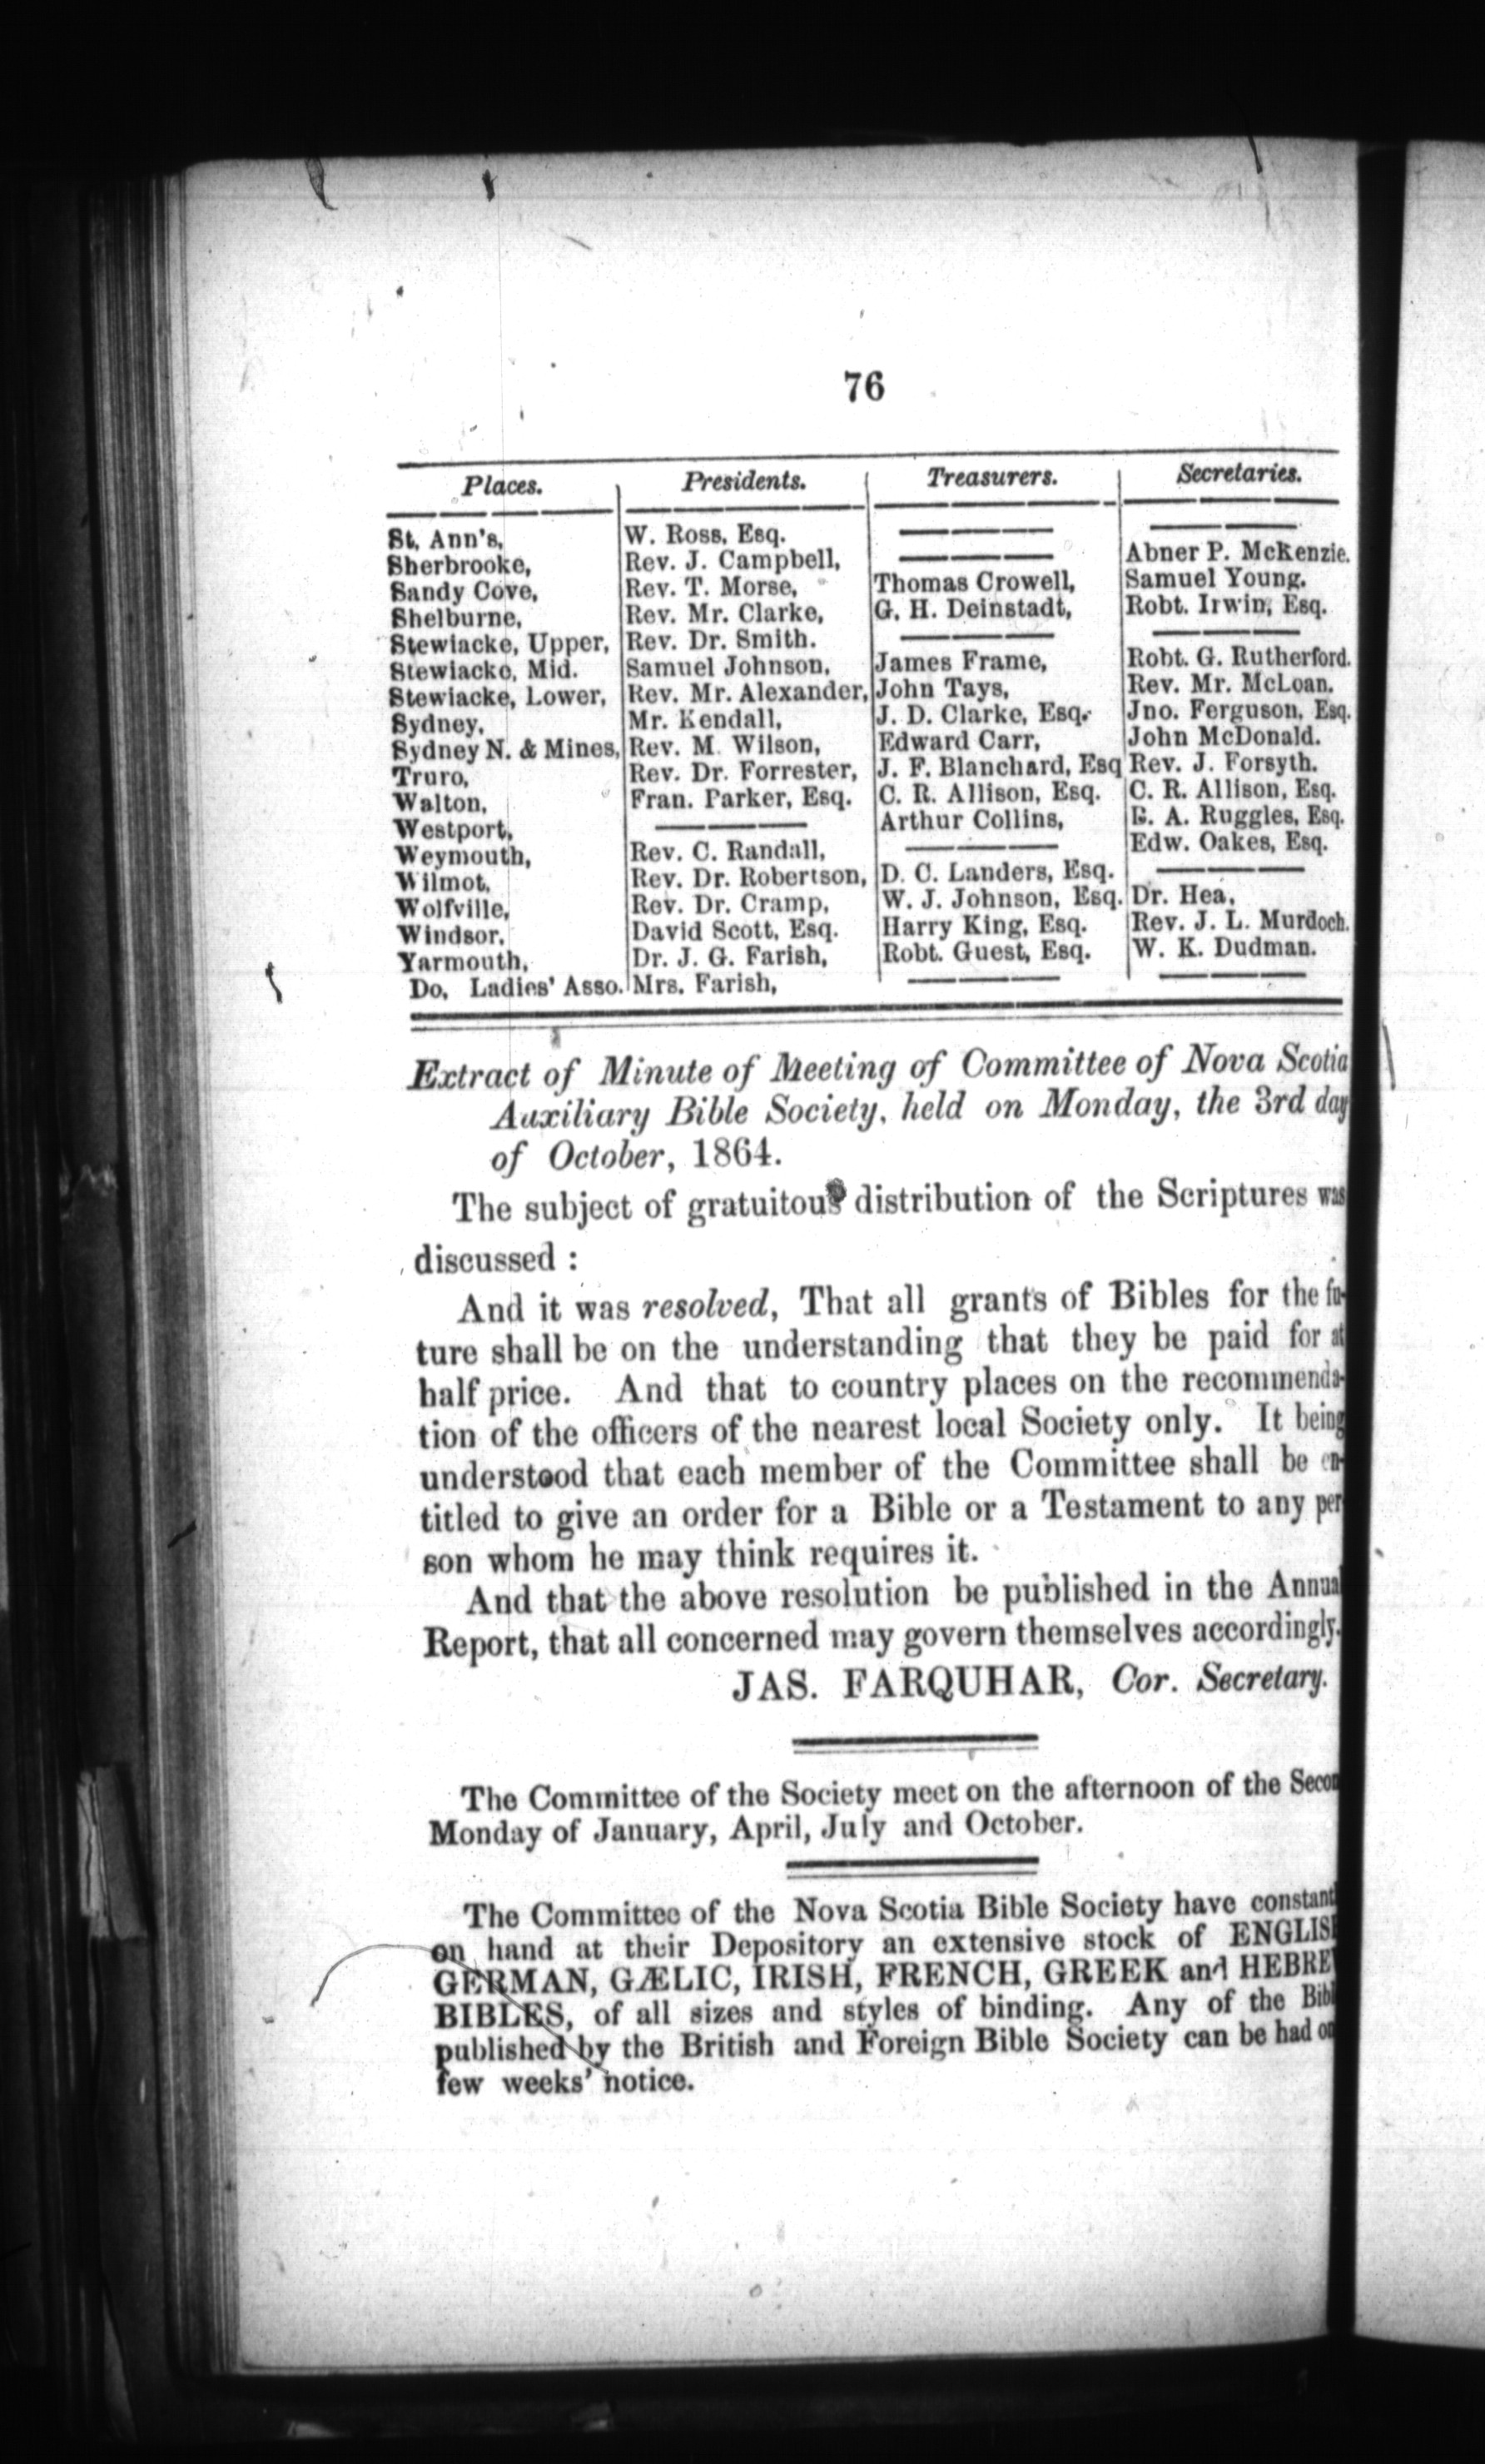 76
Places. Presidents. Treasurers. Secretaries.
St. Ann's, W. Ross, Esq. ——— ———
Sherbrooke, Rev. J. Campbell, ——— Abner P. McKenzie.
Sandy Cove, Rev. T. Morse, Thomas Crowell, Samuel Young.
Shelburne, Rev. Mr. Clarke, G. H. Deinstadt, Robt. Irwin, Esq.
Stewiacke, Upper, Rev. Dr. Smith. ——— ———
Stewiacke, Mid. Samuel Johnson, James Frame, Robt. G. Rutherford.
Stewiacke, Lower, Rev. Mr. Alexander, John Tays, Rev. Mr. McLoan.
Sydney, Mr. Kendall, J. D. Clarke, Esq. Jno. Ferguson, Esq.
Sydney N. & Mines, Rev. M. Wilson, Edward Carr, John McDonald.
Truro, Rev. Dr. Forrester, J. F. Blanchard, Esq Rev. J. Forsyth.
Walton, Fran. Parker, Esq. C. R. Allison, Esq. C. R. Allison, Esq.
Westport, ——— Arthur Collins, A. Ruggles, Esq.
Weymouth, Rev. C. Randall, ——— Edw. Oakes, Esq.
Wilmot, Rev. Dr. Robertson, D. C. Landers, Esq. ———
Wolfville, Rev. Dr. Cramp, W. J. Johnson, Esq. Dr. Hea,
Windsor, David Scott, Esq. Harry King, Esq. Rev. J. L. Murdoch.
Yarmouth, Dr. J. G. Farish, Robt. Guest, Esq. W. K. Dudman.
Do, Ladies' Asso. Mrs. Farish, ——— ———
Extract of Minute of Meeting of Committee of Nova Scotia
Auxiliary Bible Society, held on Monday, the 3rd day
of October, 1864.
The subject of gratuitous distribution of the Scriptures was
discussed :
And it was resolved, That all grants of Bibles for the fu-
ture shall be on the understanding that they be paid for at
half price. And that to country places on the recommenda-
tion of the officers of the nearest local Society only. It being
understood that each member of the Committee shall be en-
titled to give an order for a Bible or a Testament to any per
son whom he may think requires it.
And that the above resolution be published in the Annual
Report, that all concerned may govern themselves accordingly.
JAS. FARQUHAR, Cor. Secretary.
The Committee of the Society meet on the afternoon of the Secon
Monday of January, April, July and October.
The Committee of the Nova Scotia Bible Society have constantl
on hand at their Depository an extensive stock of ENGLISH
GERMAN, GÆLIC, IRISH, FRENCH, GREEK and HEBRE
BIBLES, of all sizes and styles of binding. Any of the Bibl
published by the British and Foreign Bible Society can be had on
few weeks' notice.